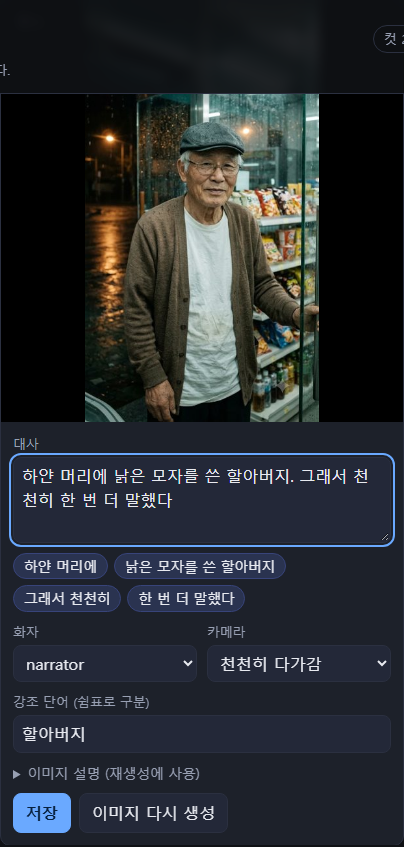 컷 2
다.
대사
하얀 머리에 낡은 모자를 쓴 할아버지. 그래서 천
천히 한 번 더 말했다
하얀 머리에 낡은 모자를 쓴 할아버지
그래서 천천히 한 번 더 말했다
화자 카메라
narrator 천천히 다가감
강조 단어 (쉼표로 구분)
할아버지
▶ 이미지 설명 (재생성에 사용)
저장 이미지 다시 생성